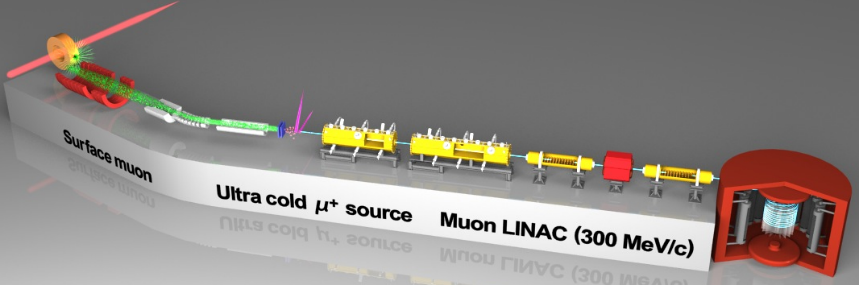 Surface muon
Ultra cold μ⁺ source
Muon LINAC (300 MeV/c)